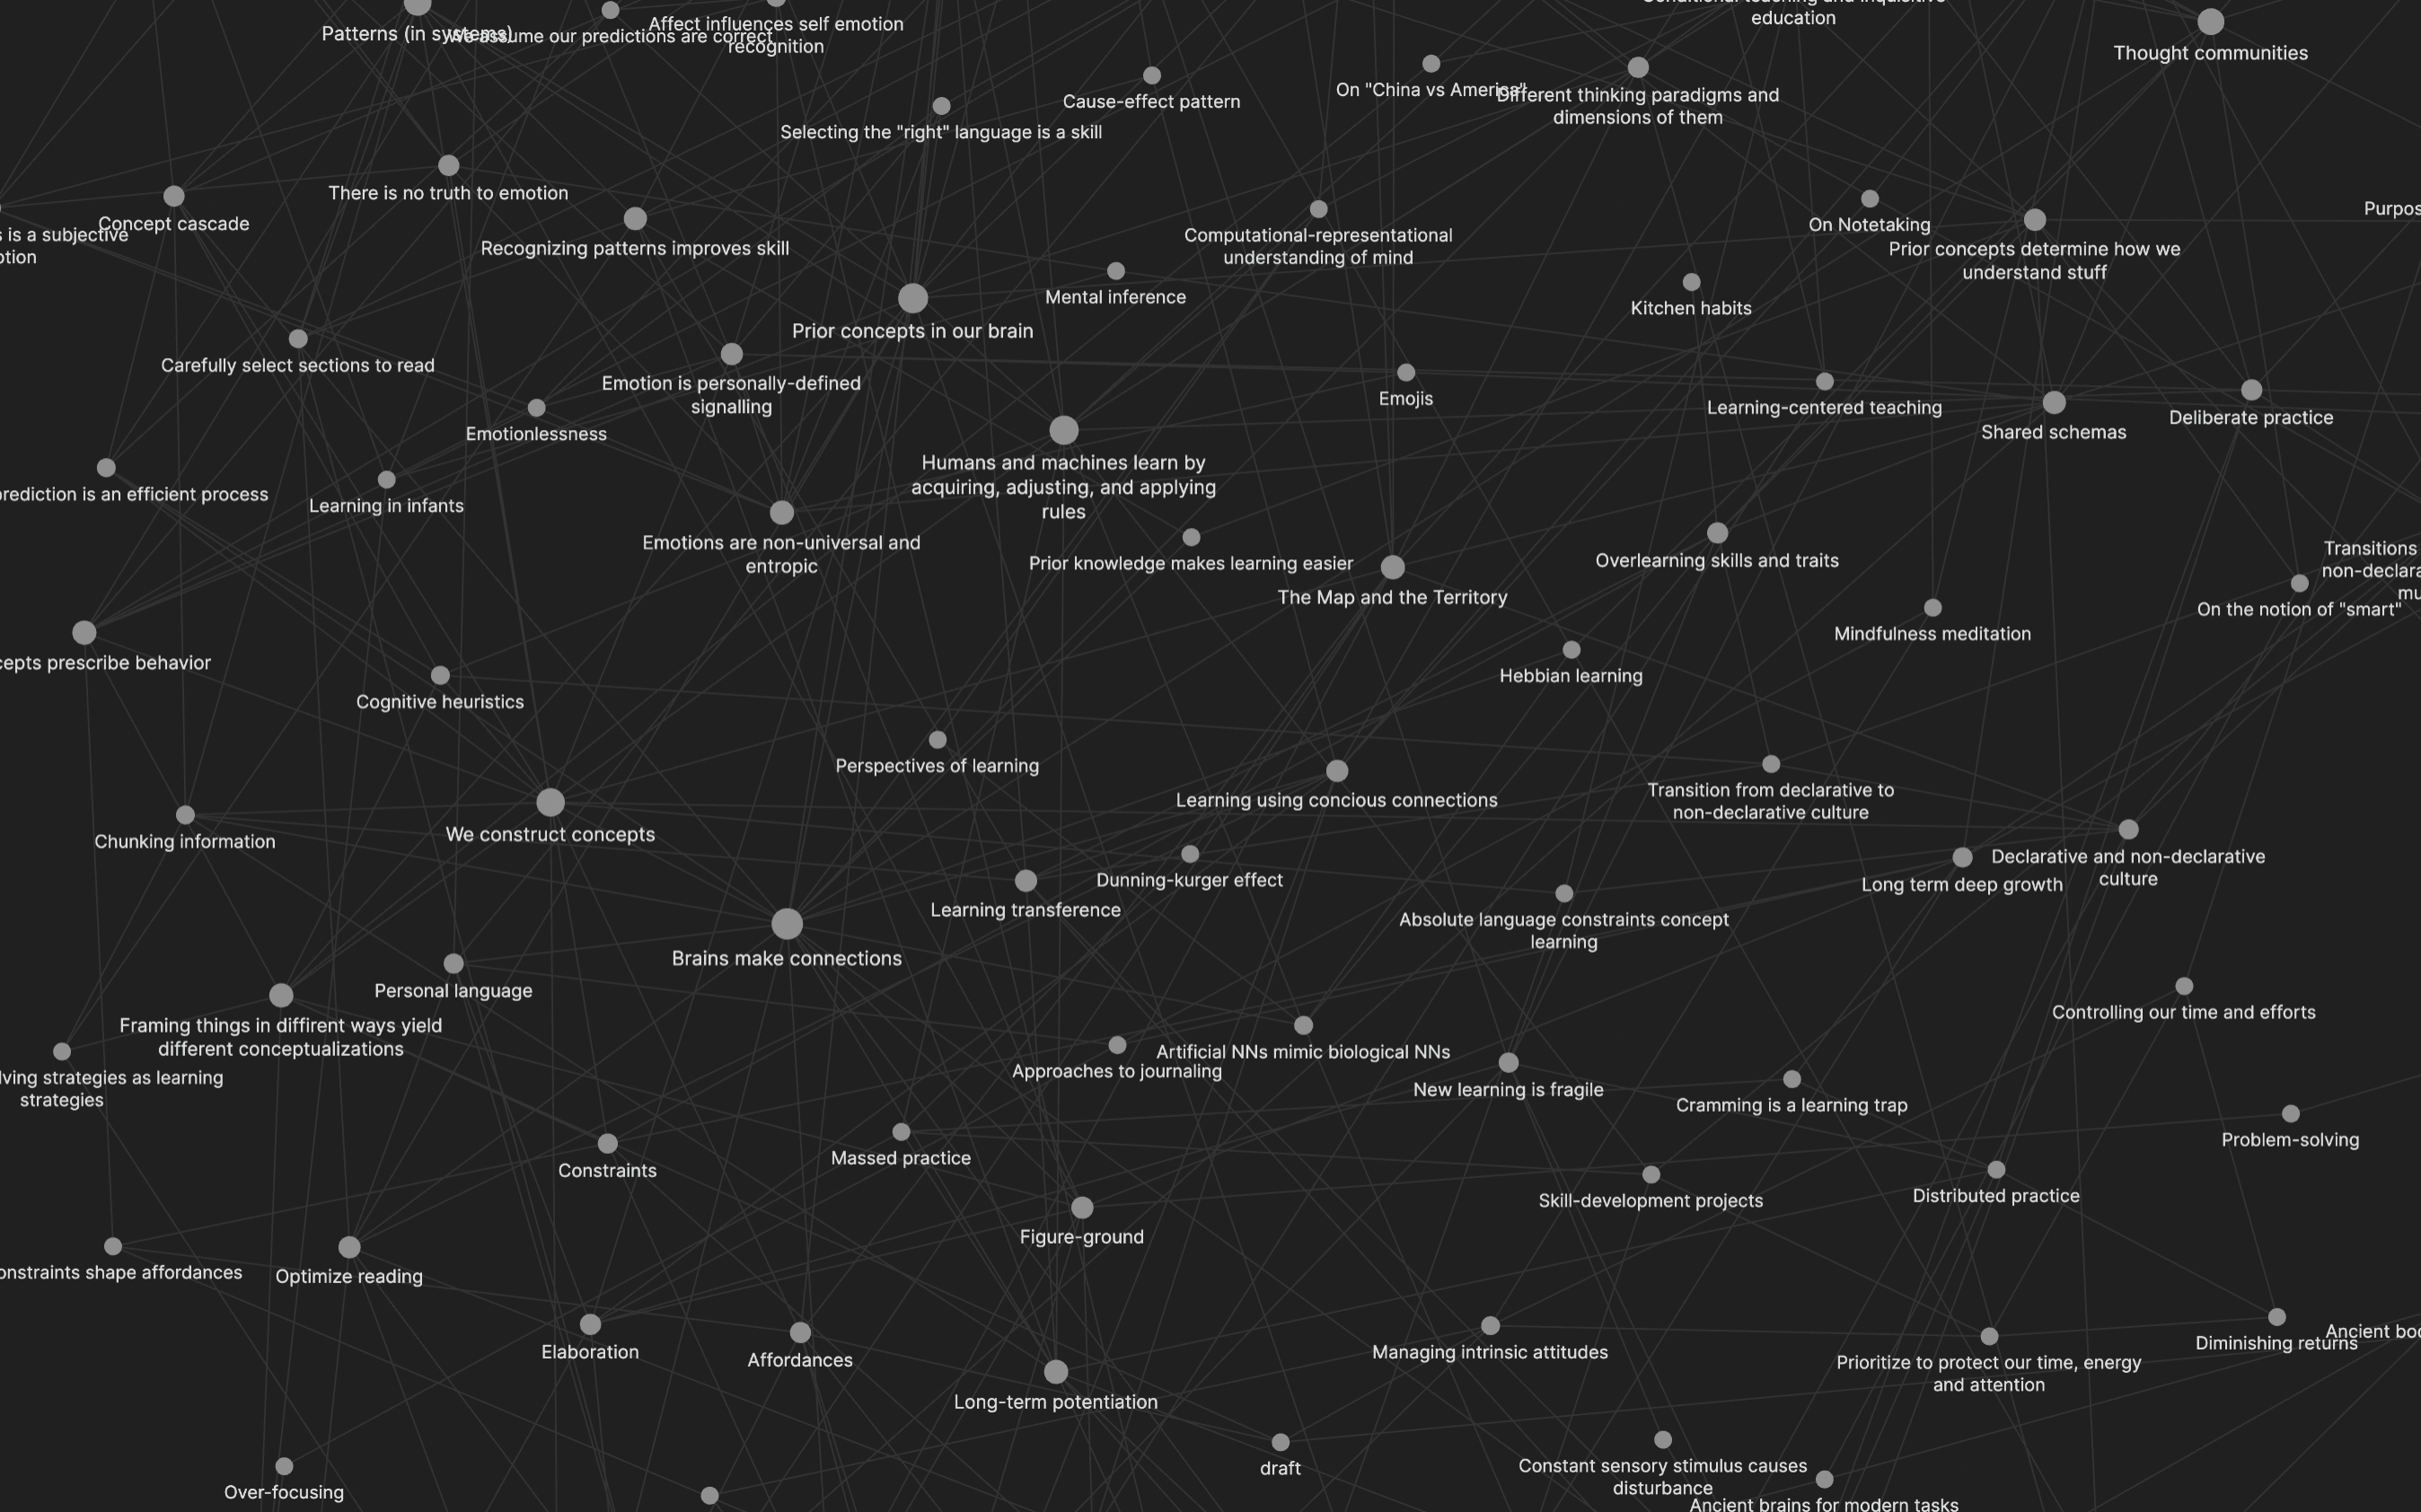 Conditional teaching and inquisitive
education
Affect influences self emotion
recognition
Patterns (in systems)
We assume our predictions are correct
Thought communities
On "China vs America"
Different thinking paradigms and
dimensions of them
Cause-effect pattern
Selecting the "right" language is a skill
There is no truth to emotion
Concept cascade
s is a subjective
ption
Recognizing patterns improves skill
Computational-representational
understanding of mind
On Notetaking
Purpos
Prior concepts determine how we
understand stuff
Mental inference
Kitchen habits
Prior concepts in our brain
Carefully select sections to read
Emotion is personally-defined
signalling
Emojis
Learning-centered teaching
Deliberate practice
Shared schemas
Emotionlessness
Humans and machines learn by
acquiring, adjusting, and applying
rules
prediction is an efficient process
Learning in infants
Emotions are non-universal and
entropic
Prior knowledge makes learning easier
Overlearning skills and traits
Transitions
non-declara
mu
The Map and the Territory
On the notion of "smart"
Mindfulness meditation
cepts prescribe behavior
Hebbian learning
Cognitive heuristics
Perspectives of learning
Learning using concious connections
Transition from declarative to
non-declarative culture
Chunking information
We construct concepts
Declarative and non-declarative
culture
Dunning-kurger effect
Long term deep growth
Learning transference
Absolute language constraints concept
learning
Brains make connections
Personal language
Controlling our time and efforts
Framing things in diffirent ways yield
different conceptualizations
Artificial NNs mimic biological NNs
Approaches to journaling
lving strategies as learning
strategies
New learning is fragile
Cramming is a learning trap
Problem-solving
Massed practice
Constraints
Skill-development projects
Distributed practice
Figure-ground
onstraints shape affordances
Optimize reading
Ancient bod
Diminishing returns
Elaboration
Affordances
Managing intrinsic attitudes
Prioritize to protect our time, energy
and attention
Long-term potentiation
draft
Constant sensory stimulus causes
disturbance
Over-focusing
Ancient brains for modern tasks